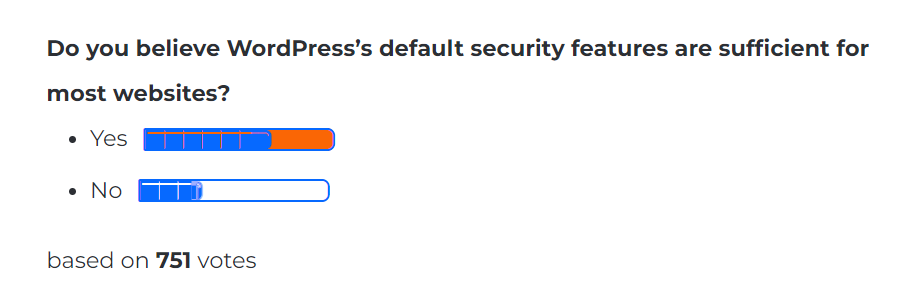 Do you believe WordPress’s default security features are sufficient for
most websites?
Yes
No
based on 751 votes